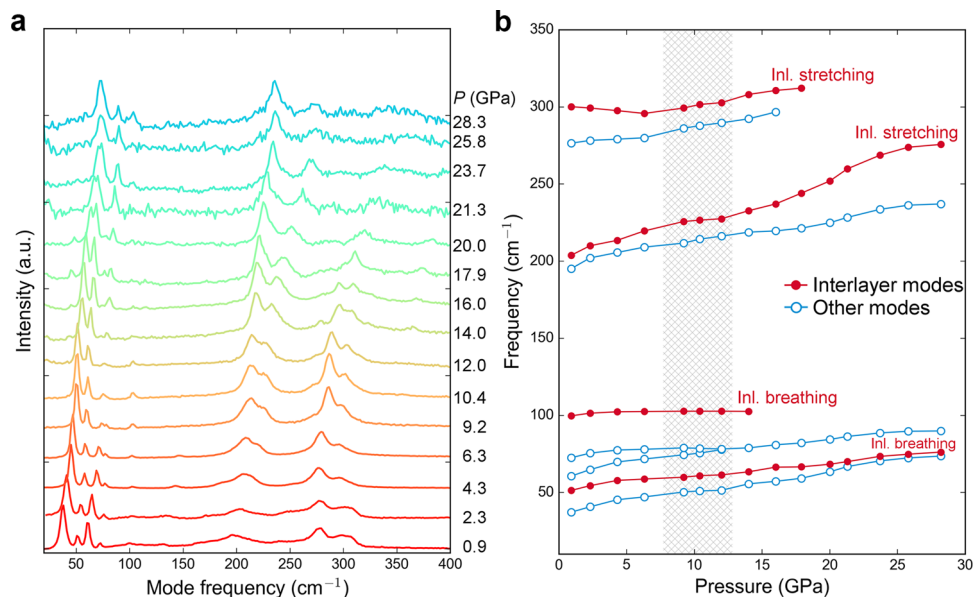 a
P (GPa)
28.3
25.8
23.7
21.3
20.0
17.9
16.0
14.0
12.0
10.4
9.2
6.3
4.3
2.3
0.9
Intensity (a.u.)
50 100 150 200 250 300 350 400
Mode frequency (cm⁻¹)
b
350
300
250
200
150
100
50
Frequency (cm⁻¹)
Inl. stretching
Inl. stretching
Interlayer modes
Other modes
Inl. breathing
Inl. breathing
0 5 10 15 20 25 30
Pressure (GPa)